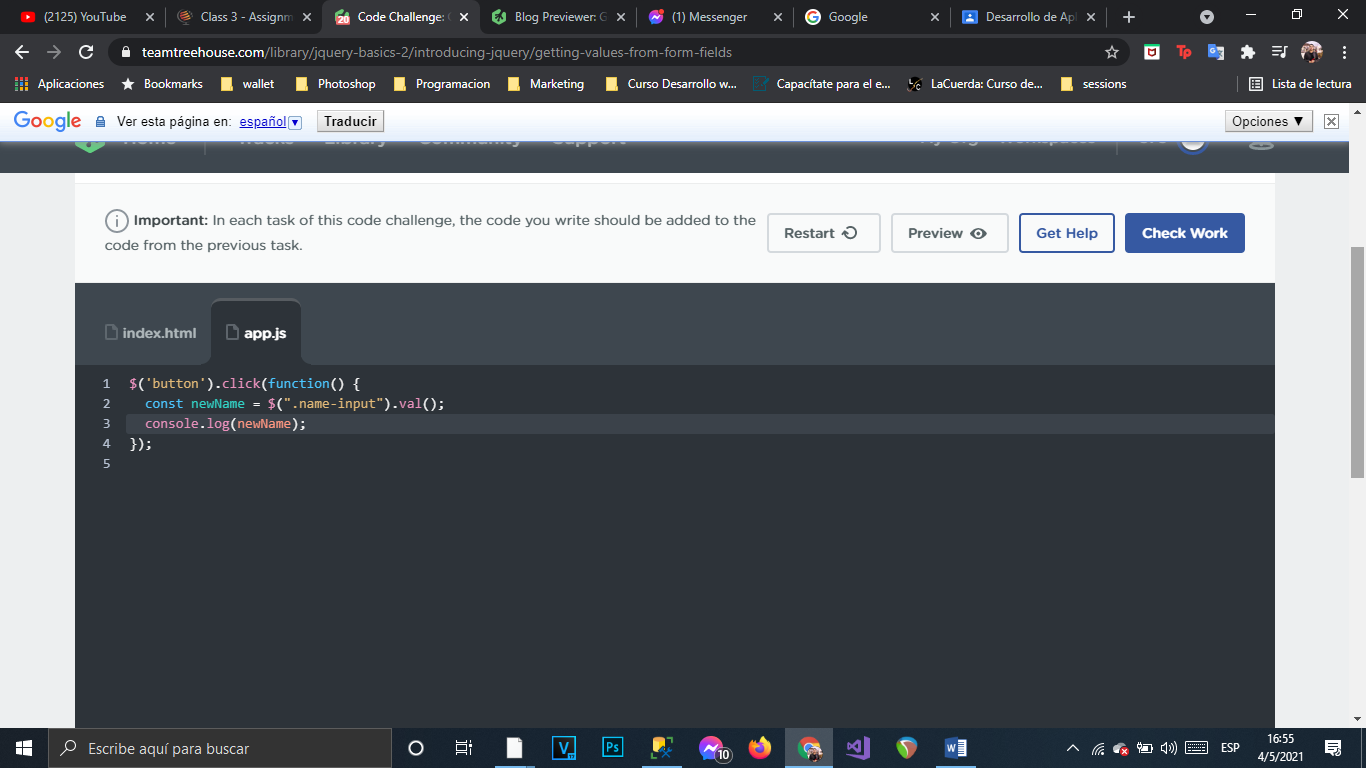 (2125) YouTube
Class 3 - Assignm
Code Challenge:
Blog Previewer:
(1) Messenger
Google
Desarrollo de Ap
teamtreehouse.com/library/jquery-basics-2/introducing-jquery/getting-values-from-form-fields
Aplicaciones
Bookmarks
wallet
Photoshop
Programacion
Marketing
Curso Desarrollo w...
Capacítate para el e...
LaCuerda: Curso de...
sessions
Lista de lectura
Google Ver esta página en: español Traducir Opciones ▼
Home Tracks Library Community Support
Important: In each task of this code challenge, the code you write should be added to the
code from the previous task.
Restart
Preview
Get Help
Check Work
index.html
app.js
1 $('button').click(function() {
2 const newName = $(".name-input").val();
3 console.log(newName);
4 });
5
Escribe aquí para buscar
10
ESP
16:55
4/5/2021